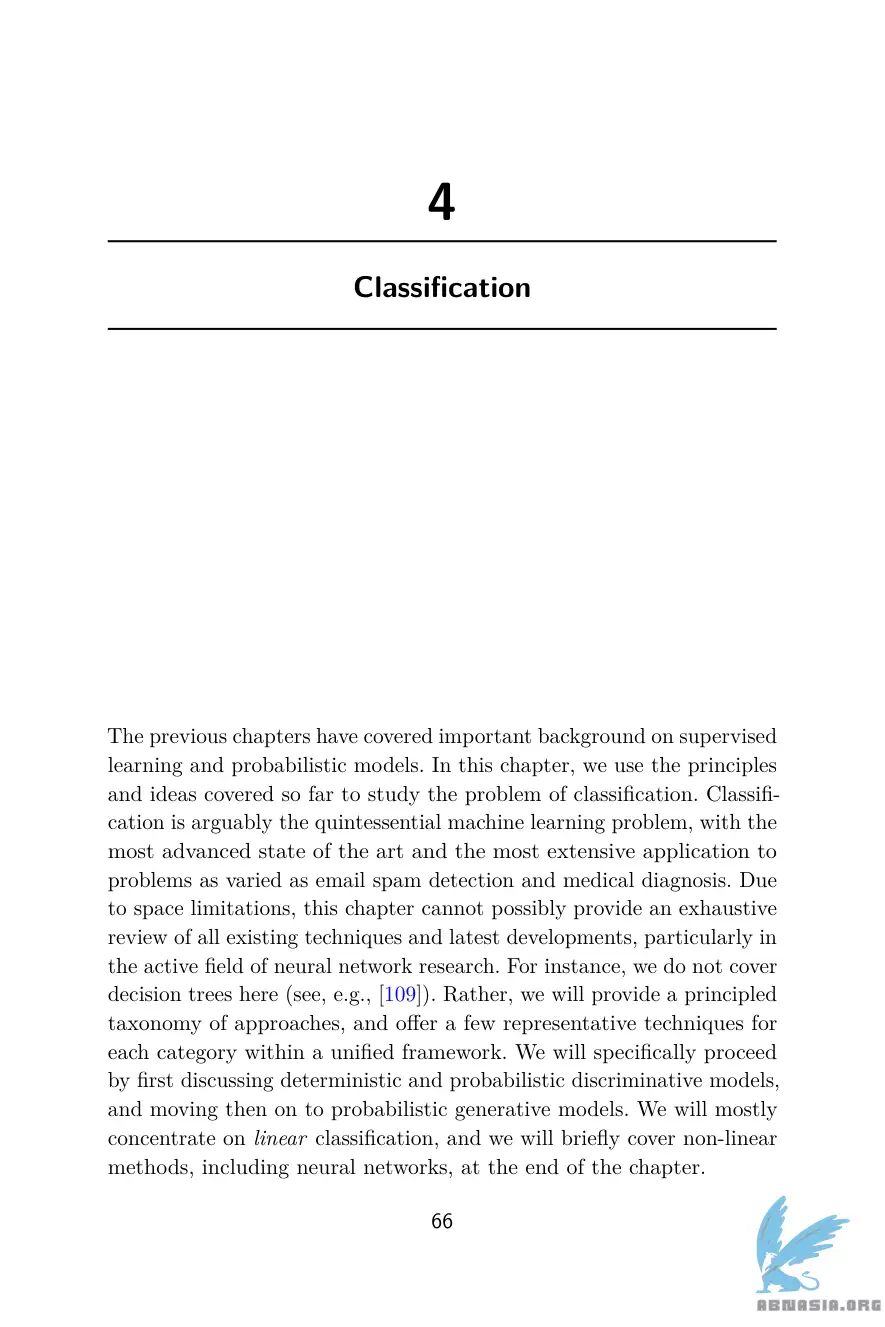 4
Classification
The previous chapters have covered important background on supervised
learning and probabilistic models. In this chapter, we use the principles
and ideas covered so far to study the problem of classification. Classifi-
cation is arguably the quintessential machine learning problem, with the
most advanced state of the art and the most extensive application to
problems as varied as email spam detection and medical diagnosis. Due
to space limitations, this chapter cannot possibly provide an exhaustive
review of all existing techniques and latest developments, particularly in
the active field of neural network research. For instance, we do not cover
decision trees here (see, e.g., [109]). Rather, we will provide a principled
taxonomy of approaches, and offer a few representative techniques for
each category within a unified framework. We will specifically proceed
by first discussing deterministic and probabilistic discriminative models,
and moving then on to probabilistic generative models. We will mostly
concentrate on linear classification, and we will briefly cover non-linear
methods, including neural networks, at the end of the chapter.
66
ABNASIA.ORG